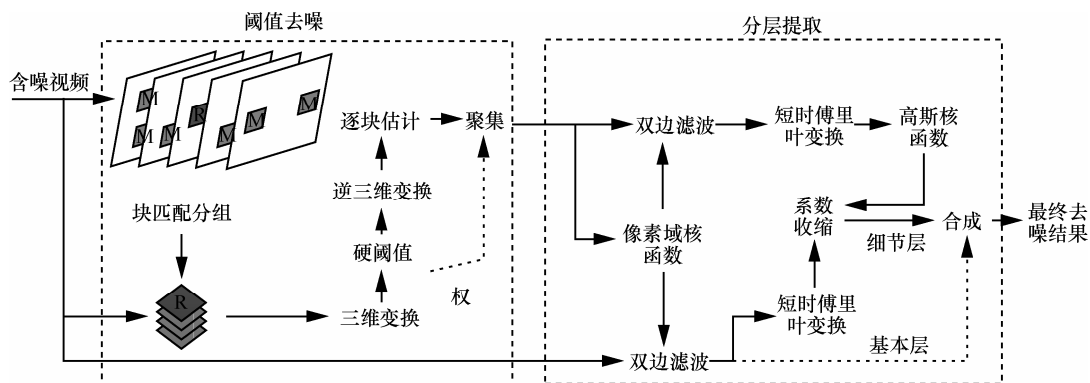 阈值去噪
分层提取
含噪视频
M
M
R
M
M
M
M
逐块估计
聚集
双边滤波
短时傅里
叶变换
高斯核
函数
逆三维变换
块匹配分组
硬阈值
权
R
三维变换
像素域核
函数
系数
收缩
细节层
合成
最终去
噪结果
短时傅里
叶变换
基本层
双边滤波